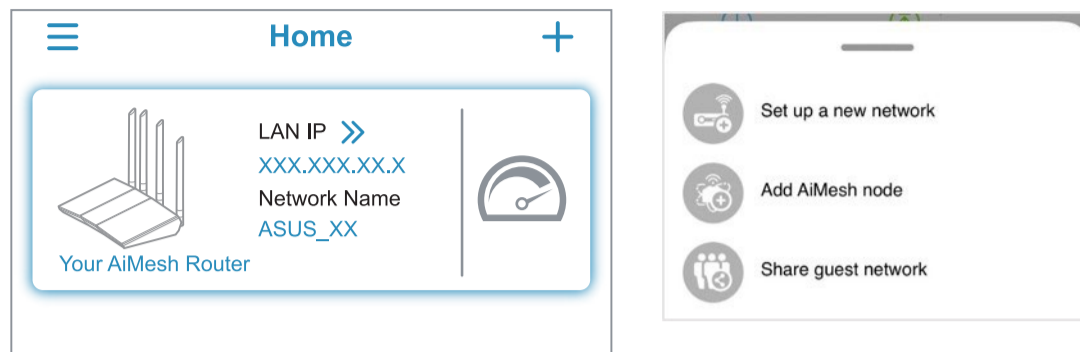 Home
LAN IP
XXX.XXX.XX.X
Network Name
ASUS_XX
Your AiMesh Router
Set up a new network
Add AiMesh node
Share guest network